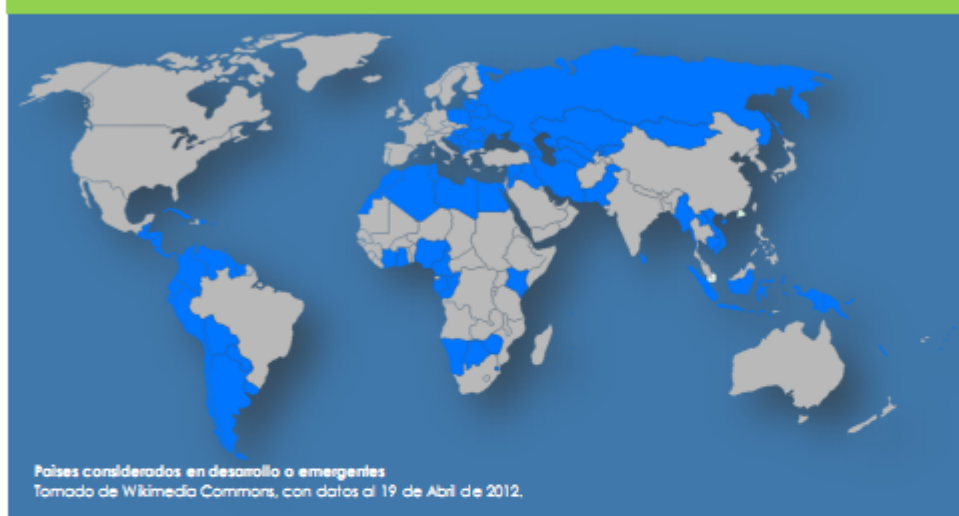 Países considerados en desarrollo o emergentes
Tomado de Wikimedia Commons, con datos al 19 de Abril de 2012.